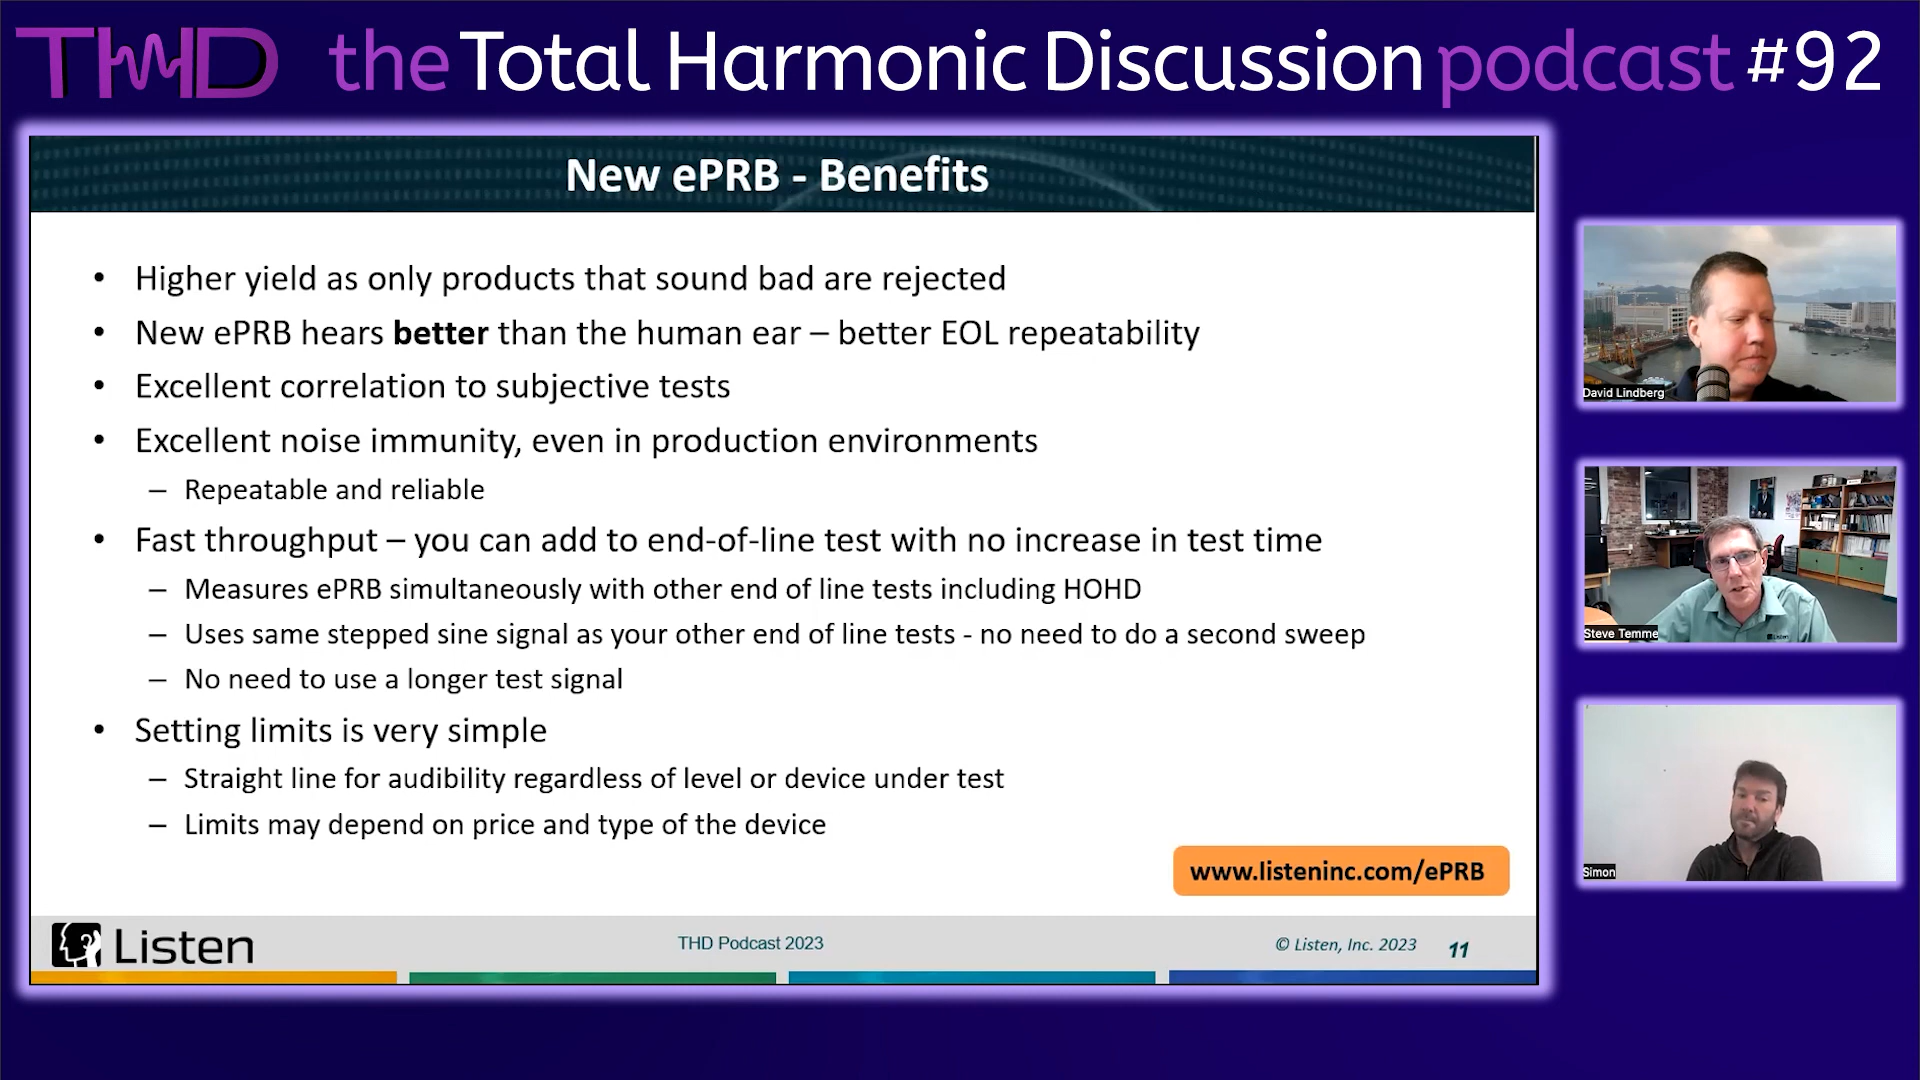 THD the Total Harmonic Discussion podcast #92
New ePRB - Benefits
• Higher yield as only products that sound bad are rejected
• New ePRB hears better than the human ear – better EOL repeatability
• Excellent correlation to subjective tests
• Excellent noise immunity, even in production environments
– Repeatable and reliable
• Fast throughput – you can add to end-of-line test with no increase in test time
– Measures ePRB simultaneously with other end of line tests including HOHD
– Uses same stepped sine signal as your other end of line tests - no need to do a second sweep
– No need to use a longer test signal
• Setting limits is very simple
– Straight line for audibility regardless of level or device under test
– Limits may depend on price and type of the device
www.listeninc.com/ePRB
Listen
THD Podcast 2023
© Listen, Inc. 2023
11
David Lindberg
Steve Temme
Simon